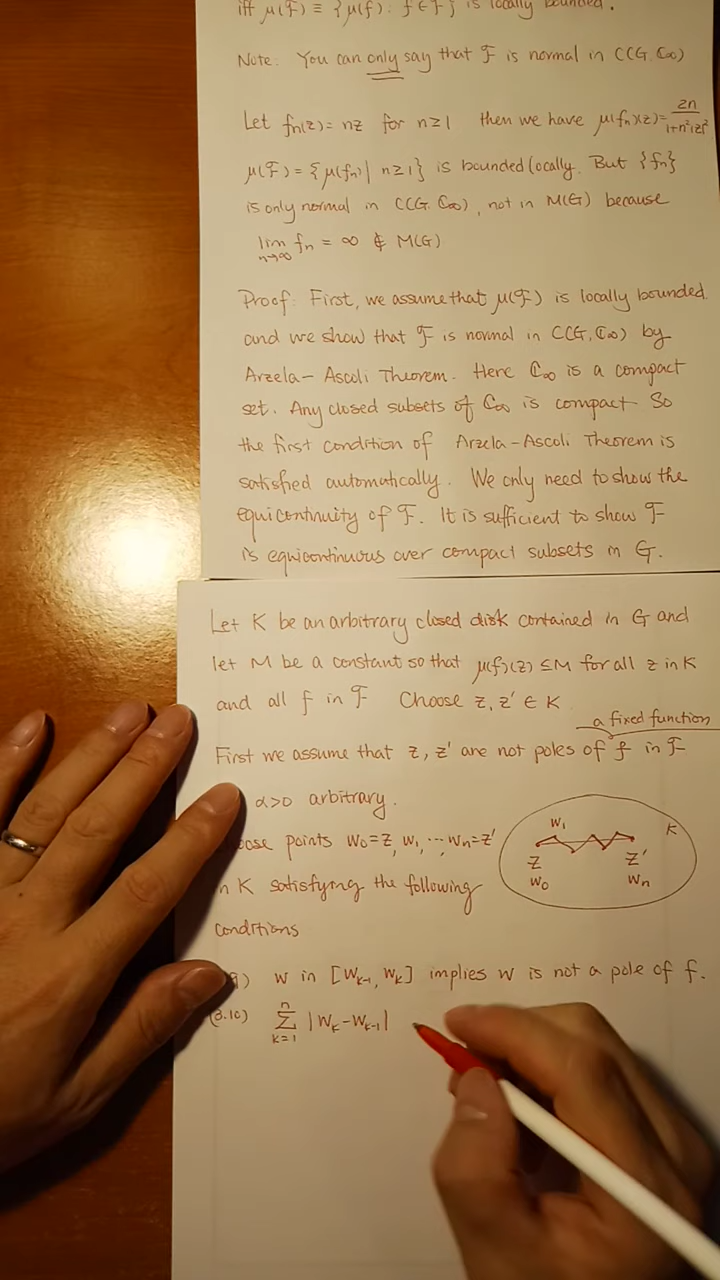 iff μ(F) ≡ {μ(f) : f ∈ F} is locally bounded.
Note: You can only say that F is normal in C(G, C∞)
Let fn(z) = nz for n ≥ 1 then we have μ(fn)(z) = 2n / 1+n²|z|²
μ(F) = {μ(fn) | n ≥ 1} is bounded locally. But {fn}
is only normal in C(G, C∞), not in M(G) because
lim n→∞ fn = ∞ ∉ M(G)
Proof: First, we assume that μ(F) is locally bounded.
and we show that F is normal in C(G, C∞) by
Arzela-Ascoli Theorem. Here C∞ is a compact
set. Any closed subsets of C∞ is compact. So
the first condition of Arzela-Ascoli Theorem is
satisfied automatically. We only need to show the
equicontinuity of F. It is sufficient to show F
is equicontinuous over compact subsets in G.
Let K be an arbitrary closed disk contained in G and
let M be a constant so that μ(f)(z) ≤ M for all z in K
and all f in F Choose z, z' ∈ K
a fixed function
First we assume that z, z' are not poles of f in F
α>0 arbitrary.
points w0=z, w1, ..., wn=z'
in K satisfying the following
conditions
w1 K
z z'
w0 wn
9) w in [wk-1, wk] implies w is not a pole of f.
(3.10) n Σ k=1 |wk - wk-1|